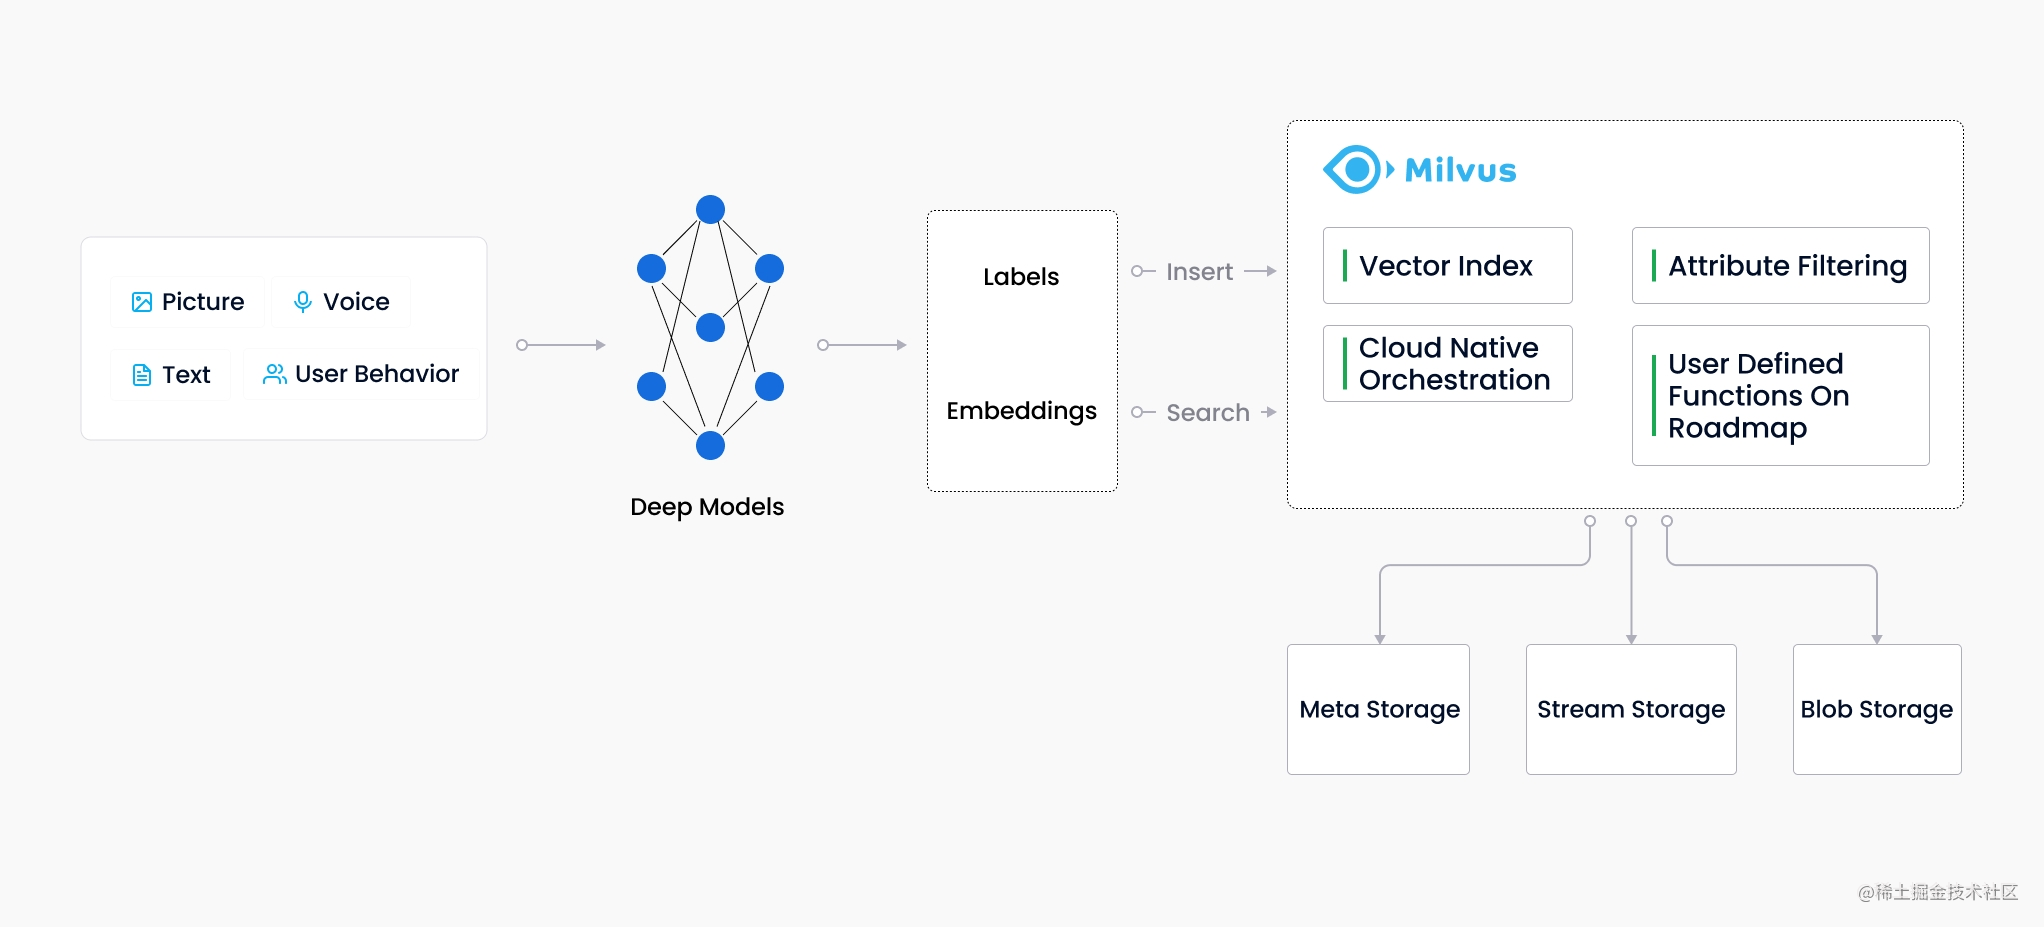 Picture
Voice
Text
User Behavior
Deep Models
Labels
Embeddings
Insert
Search
Milvus
Vector Index
Attribute Filtering
Cloud Native
Orchestration
User Defined
Functions On
Roadmap
Meta Storage
Stream Storage
Blob Storage
@稀土掘金技术社区